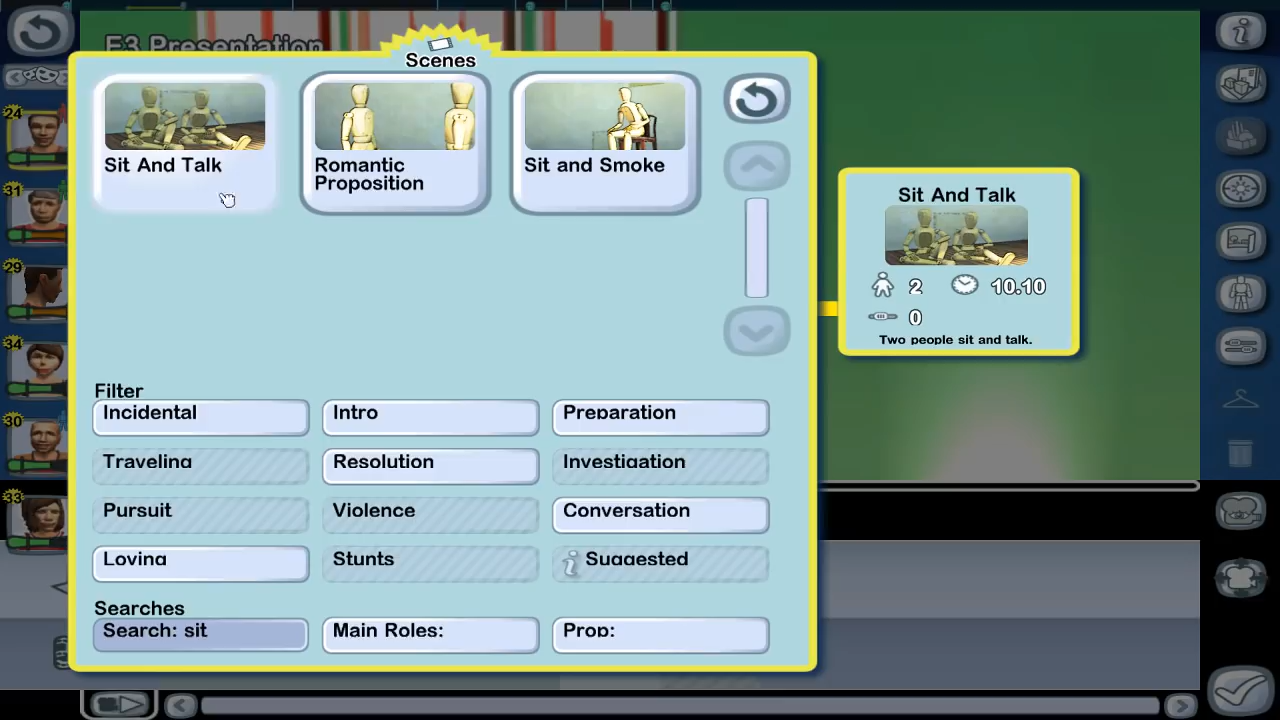 E3 Presentation
Scenes
Sit And Talk
Romantic
Proposition
Sit and Smoke
Sit And Talk
2
10.10
0
Two people sit and talk.
24
31
29
34
30
33
Filter
Incidental
Intro
Preparation
Traveling
Resolution
Investigation
Pursuit
Violence
Conversation
Loving
Stunts
Suggested
Searches
Search: sit
Main Roles:
Prop: